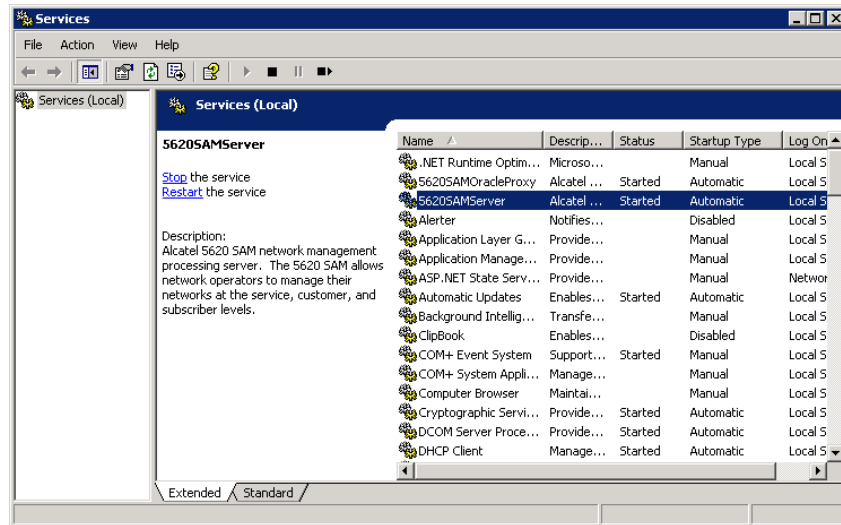 Services
File Action View Help
Services (Local)
Services (Local)
5620SAMServer
Stop the service
Restart the service
Description:
Alcatel 5620 SAM network management
processing server. The 5620 SAM allows
network operators to manage their
networks at the service, customer, and
subscriber levels.
Name Descrip... Status Startup Type Log On
.NET Runtime Optim... Microso... Manual Local S
5620SAMOracleProxy Alcatel ... Started Automatic Local S
5620SAMServer Alcatel ... Started Automatic Local S
Alerter Notifies... Disabled Local S
Application Layer G... Provide... Manual Local S
Application Manage... Provide... Manual Local S
ASP.NET State Serv... Provide... Manual Networ
Automatic Updates Enables... Started Automatic Local S
Background Intellig... Transfe... Manual Local S
ClipBook Enables... Disabled Local S
COM+ Event System Support... Started Manual Local S
COM+ System Appli... Manage... Manual Local S
Computer Browser Maintai... Manual Local S
Cryptographic Servi... Provide... Started Automatic Local S
DCOM Server Proce... Provide... Started Automatic Local S
DHCP Client Manage... Started Automatic Local S
Extended Standard